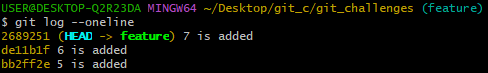 USER@DESKTOP-Q2R23DA MINGW64 ~/Desktop/git_c/git_challenges (feature)
$ git log --oneline
2689251 (HEAD -> feature) 7 is added
de11b1f 6 is added
bb2ff2e 5 is added